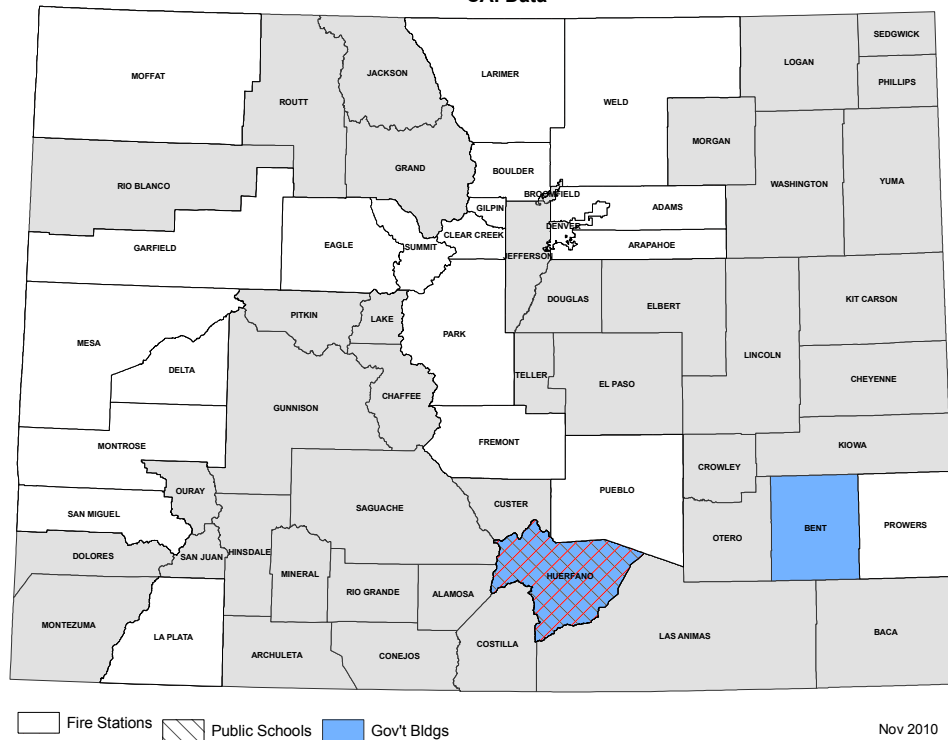 Data
SEDGWICK
LOGAN
JACKSON
LARIMER
MOFFAT
PHILLIPS
ROUTT
WELD
MORGAN
GRAND
BOULDER
YUMA
WASHINGTON
RIO BLANCO
BROOMFIELD
GILPIN
ADAMS
DENVER
CLEAR CREEK
GARFIELD
EAGLE
SUMMIT
ARAPAHOE
JEFFERSON
DOUGLAS
KIT CARSON
ELBERT
PITKIN
LAKE
PARK
MESA
LINCOLN
DELTA
TELLER
CHEYENNE
EL PASO
CHAFFEE
GUNNISON
FREMONT
MONTROSE
KIOWA
CROWLEY
OURAY
PUEBLO
CUSTER
SAGUACHE
SAN MIGUEL
PROWERS
BENT
OTERO
DOLORES
SAN JUAN
HINSDALE
MINERAL
HUERFANO
RIO GRANDE
ALAMOSA
MONTEZUMA
LA PLATA
LAS ANIMAS
BACA
COSTILLA
ARCHULETA
CONEJOS
Fire Stations
Public Schools
Gov't Bldgs
Nov 2010